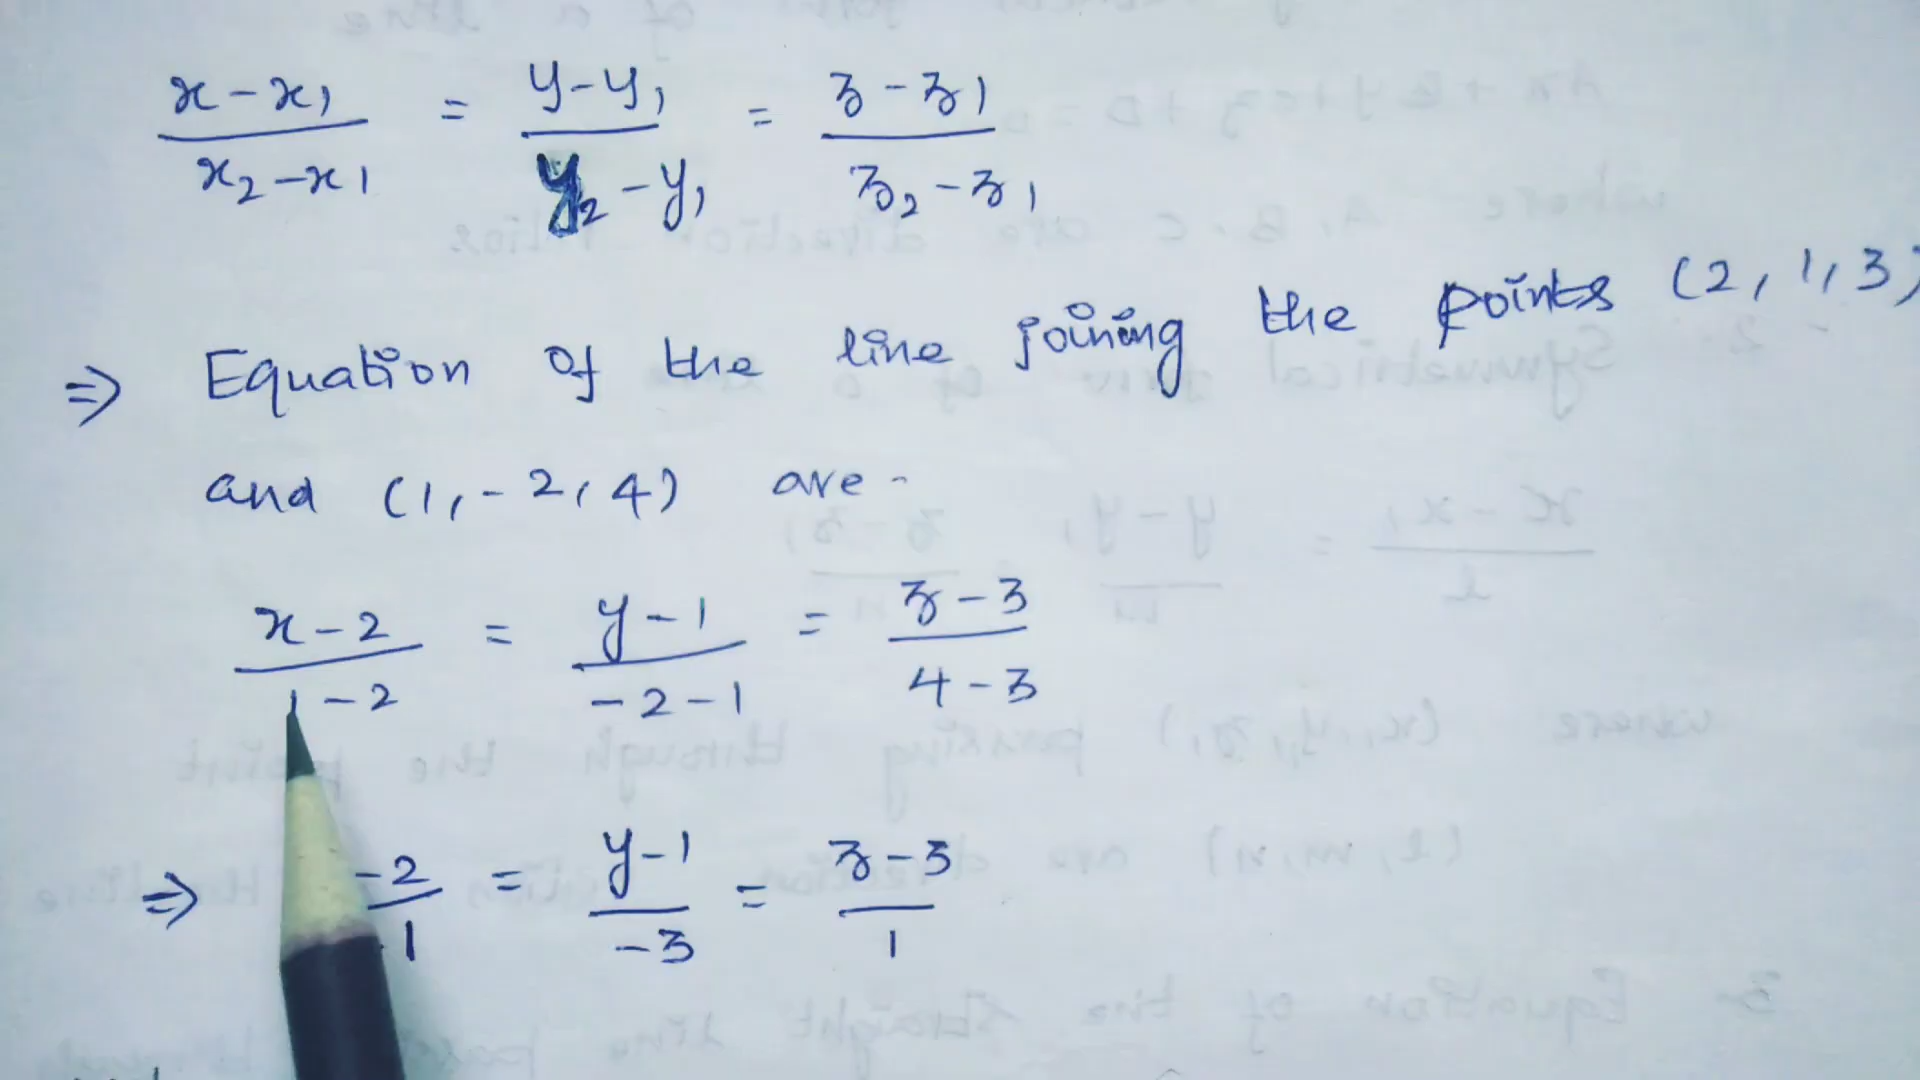 x - x1 / x2 - x1 = y - y1 / y2 - y1 = z - z1 / z2 - z1
⇒ Equation of the line joining the points (2, 1, 3)
and (1, -2, 4) are -
x - 2 / 1 - 2 = y - 1 / -2 - 1 = z - 3 / 4 - 3
⇒ -2 / 1 = y - 1 / -3 = z - 3 / 1